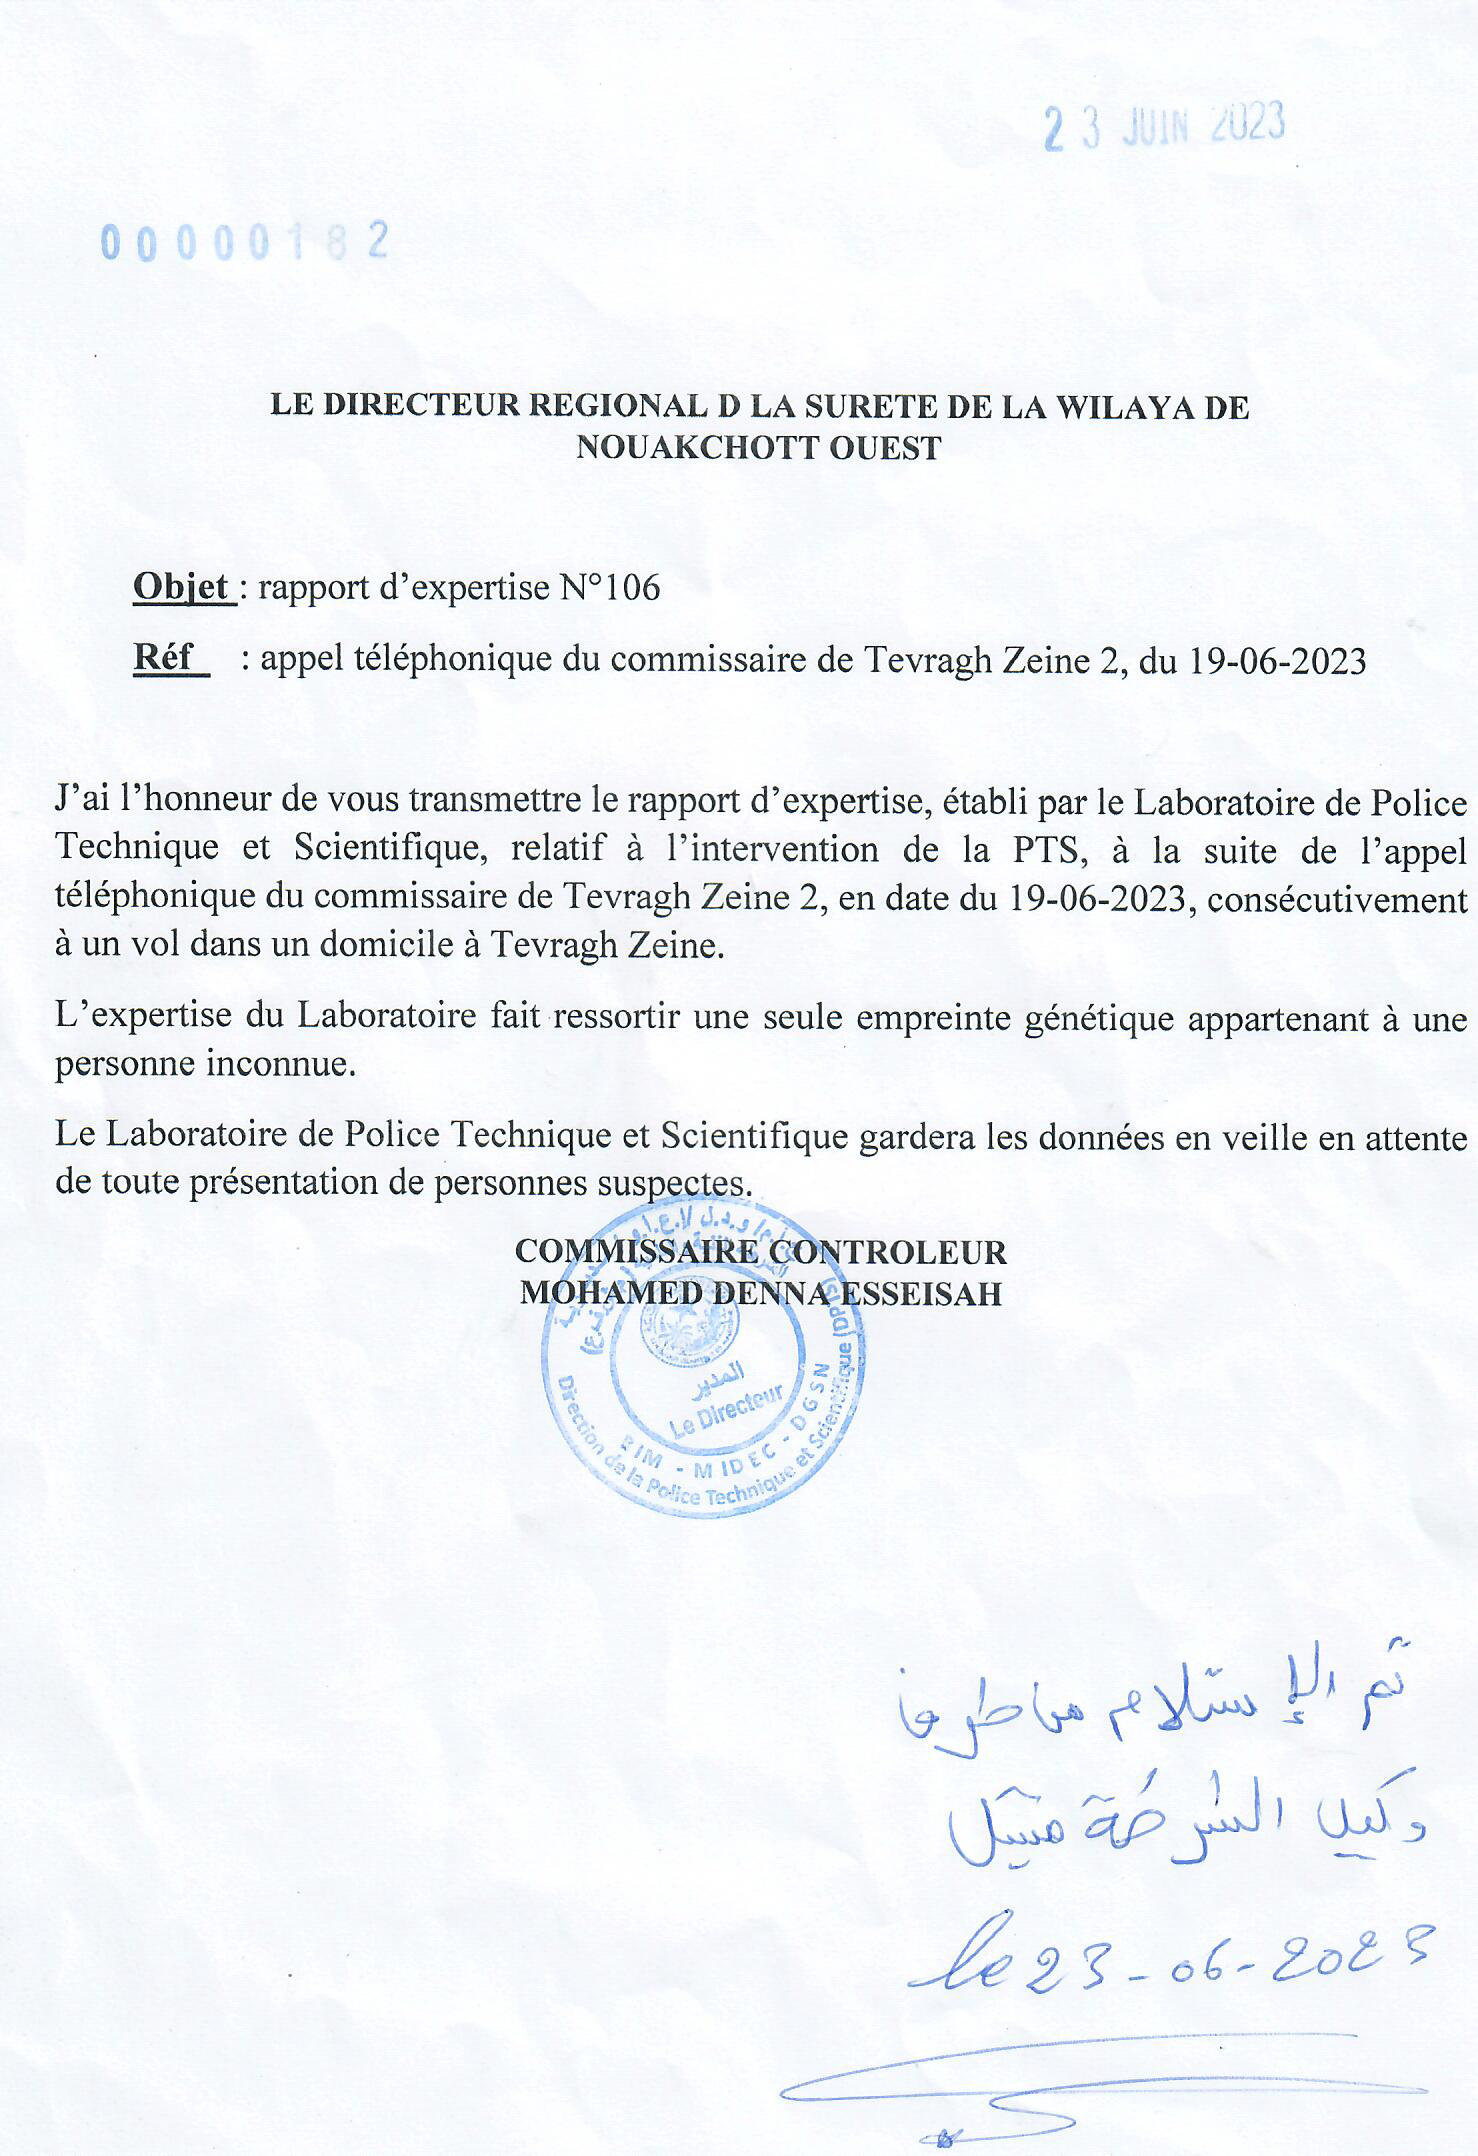 23 JUIN 2023
00000182
LE DIRECTEUR REGIONAL D LA SURETE DE LA WILAYA DE
NOUAKCHOTT OUEST
Objet : rapport d’expertise N°106
Réf : appel téléphonique du commissaire de Tevragh Zeine 2, du 19-06-2023
J’ai l’honneur de vous transmettre le rapport d’expertise, établi par le Laboratoire de Police
Technique et Scientifique, relatif à l’intervention de la PTS, à la suite de l’appel
téléphonique du commissaire de Tevragh Zeine 2, en date du 19-06-2023, consécutivement
à un vol dans un domicile à Tevragh Zeine.
L’expertise du Laboratoire fait ressortir une seule empreinte génétique appartenant à une
personne inconnue.
Le Laboratoire de Police Technique et Scientifique gardera les données en veille en attente
de toute présentation de personnes suspectes.
COMMISSAIRE CONTROLEUR
MOHAMED DENNA ESSEISAH
المدير
Le Directeur
RIM - MIDEC - DGSN
Direction de la Police Technique et Scientifique (DPTS)
تم الإستلام من طرف
وكيل الشرطة
le 23-06-2023